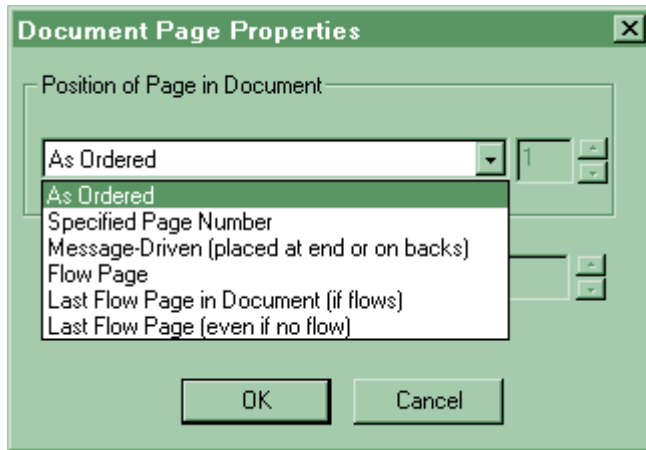 Document Page Properties
Position of Page in Document
As Ordered
1
As Ordered
Specified Page Number
Message-Driven (placed at end or on backs)
Flow Page
Last Flow Page in Document (if flows)
Last Flow Page (even if no flow)
OK
Cancel